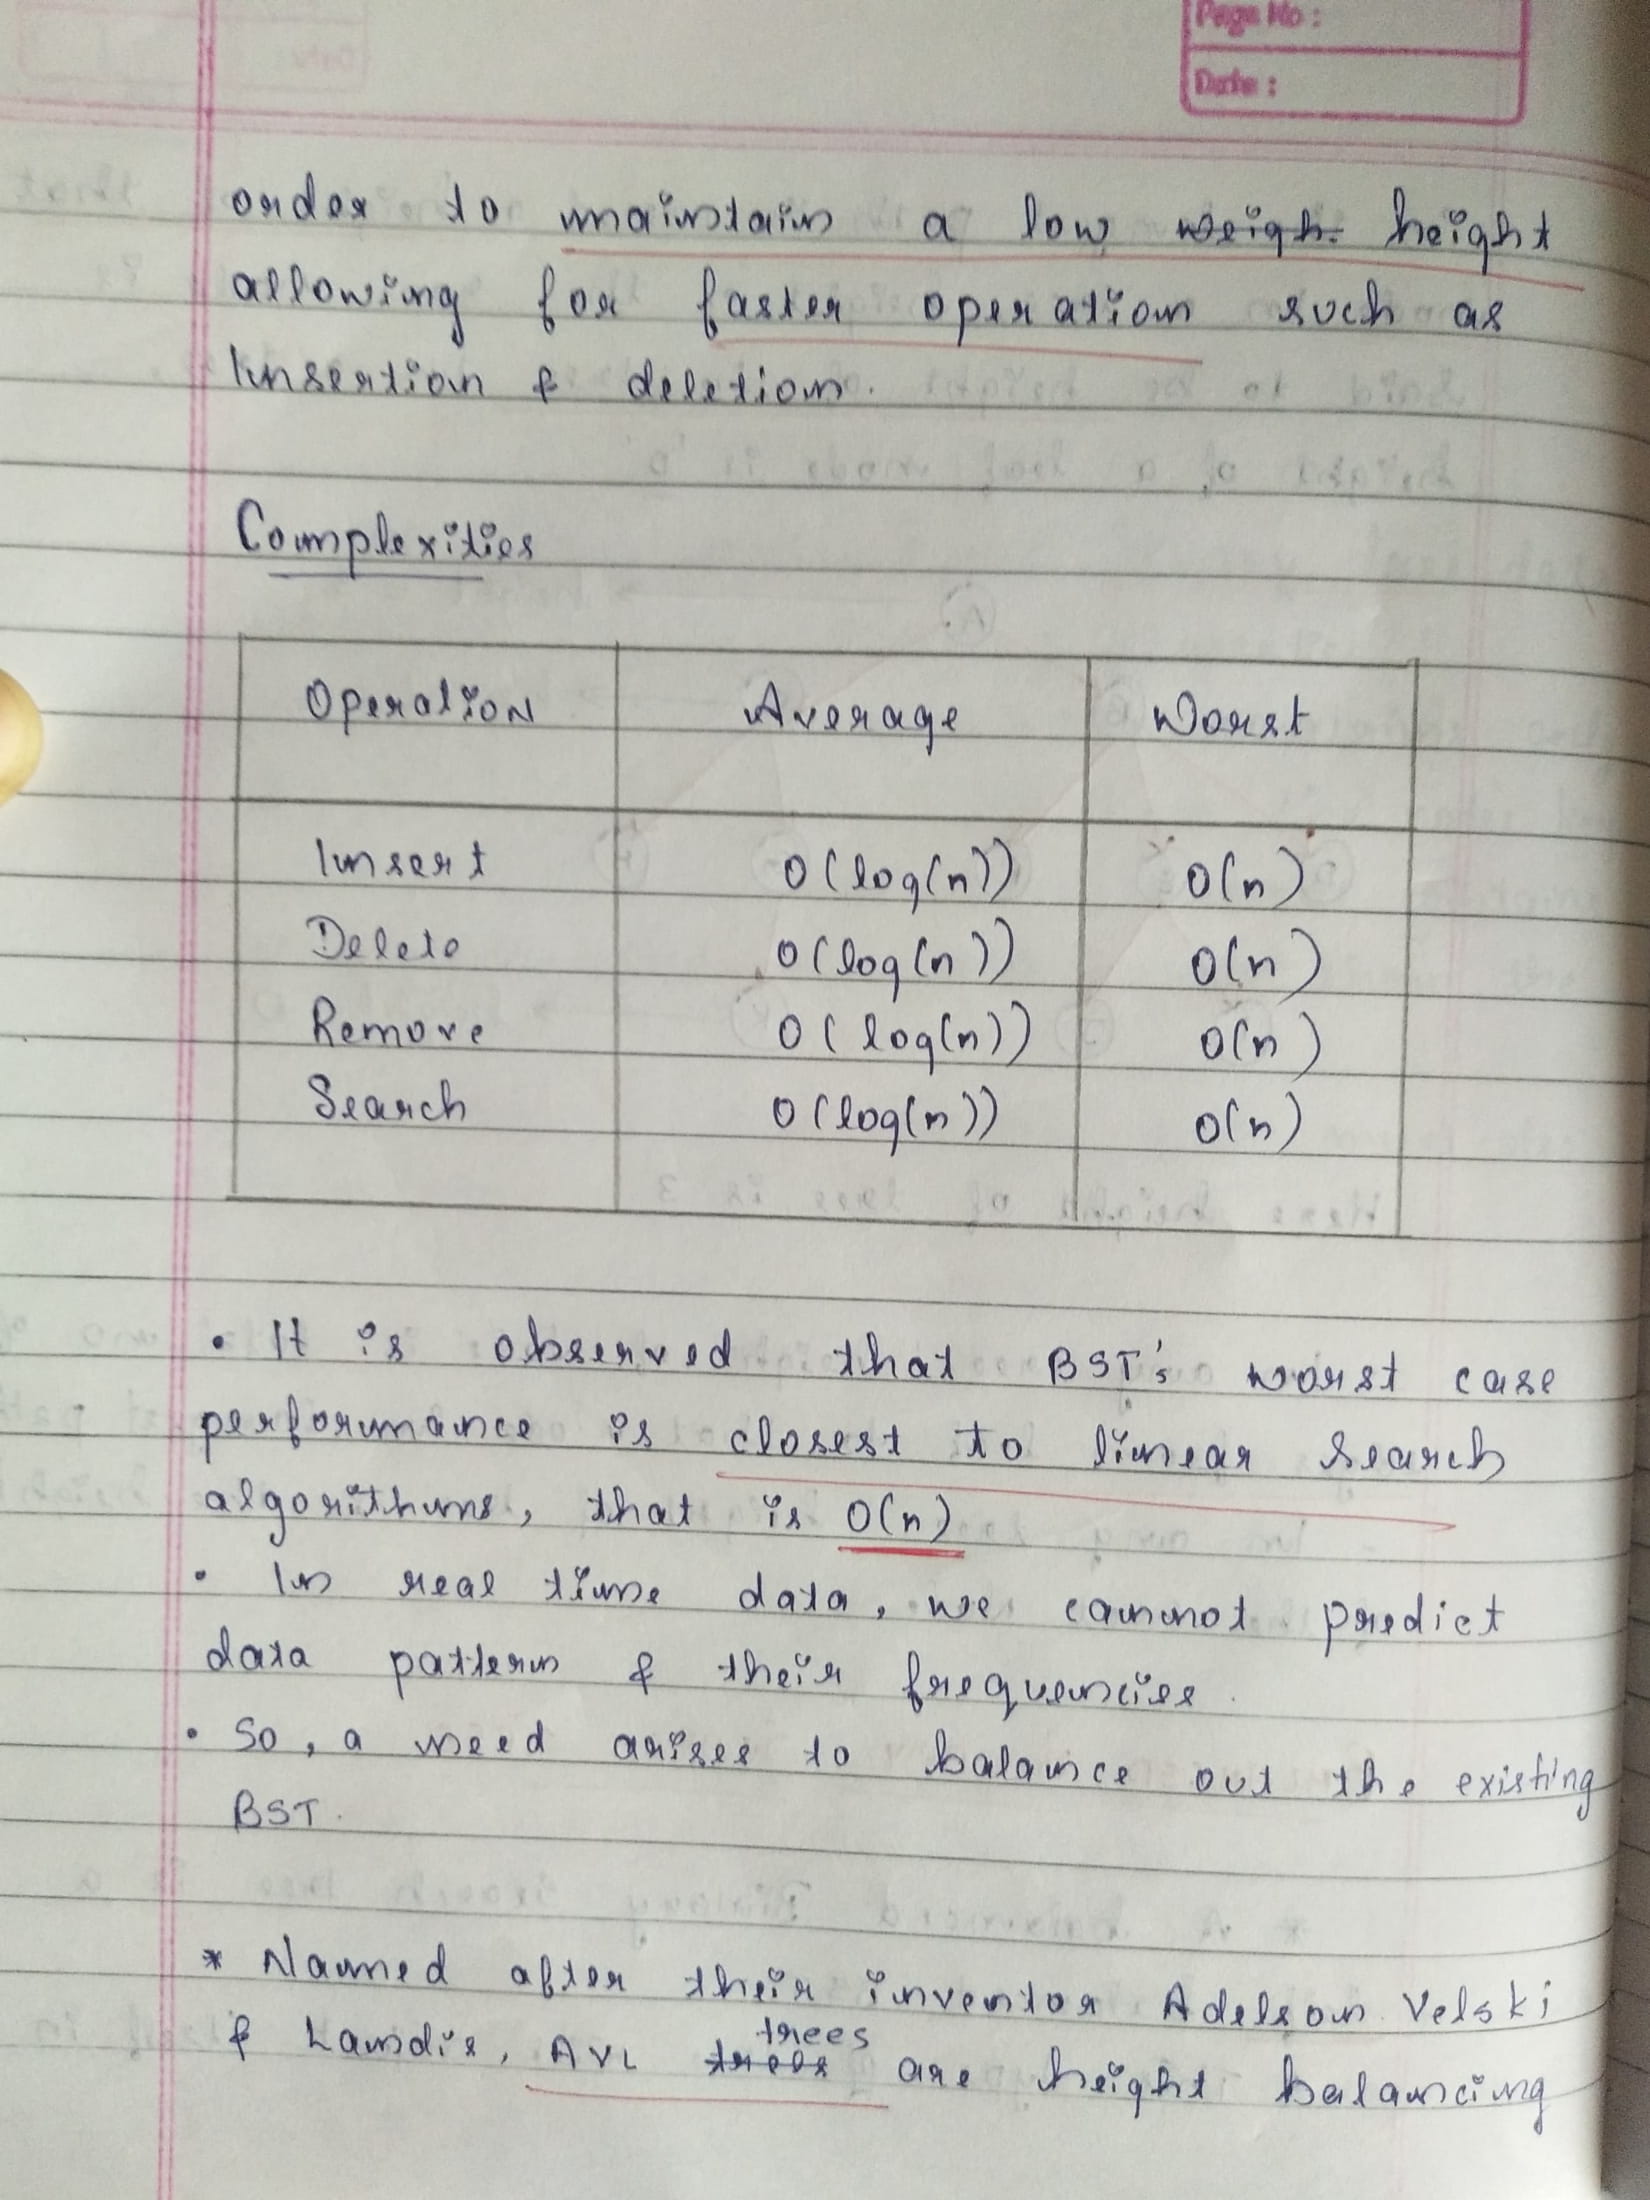 Page No :
Date :
order to maintain a low weigh. height
allowing for faster operation such as
Insertion & deletion.
Complexities
Operation Average Worst
Insert O(log(n)) O(n)
Delete O(log(n)) O(n)
Remove O(log(n)) O(n)
Search O(log(n)) O(n)
• It is observed that BST's worst case
performance is closest to linear search
algorithms, that is O(n)
• In real time data, we cannot predict
data pattern & their frequencies.
• So, a need arises to balance out the existing
BST.
* Named after their inventor Adelson Velski
trees
& Landis, AVL trees are height balancing